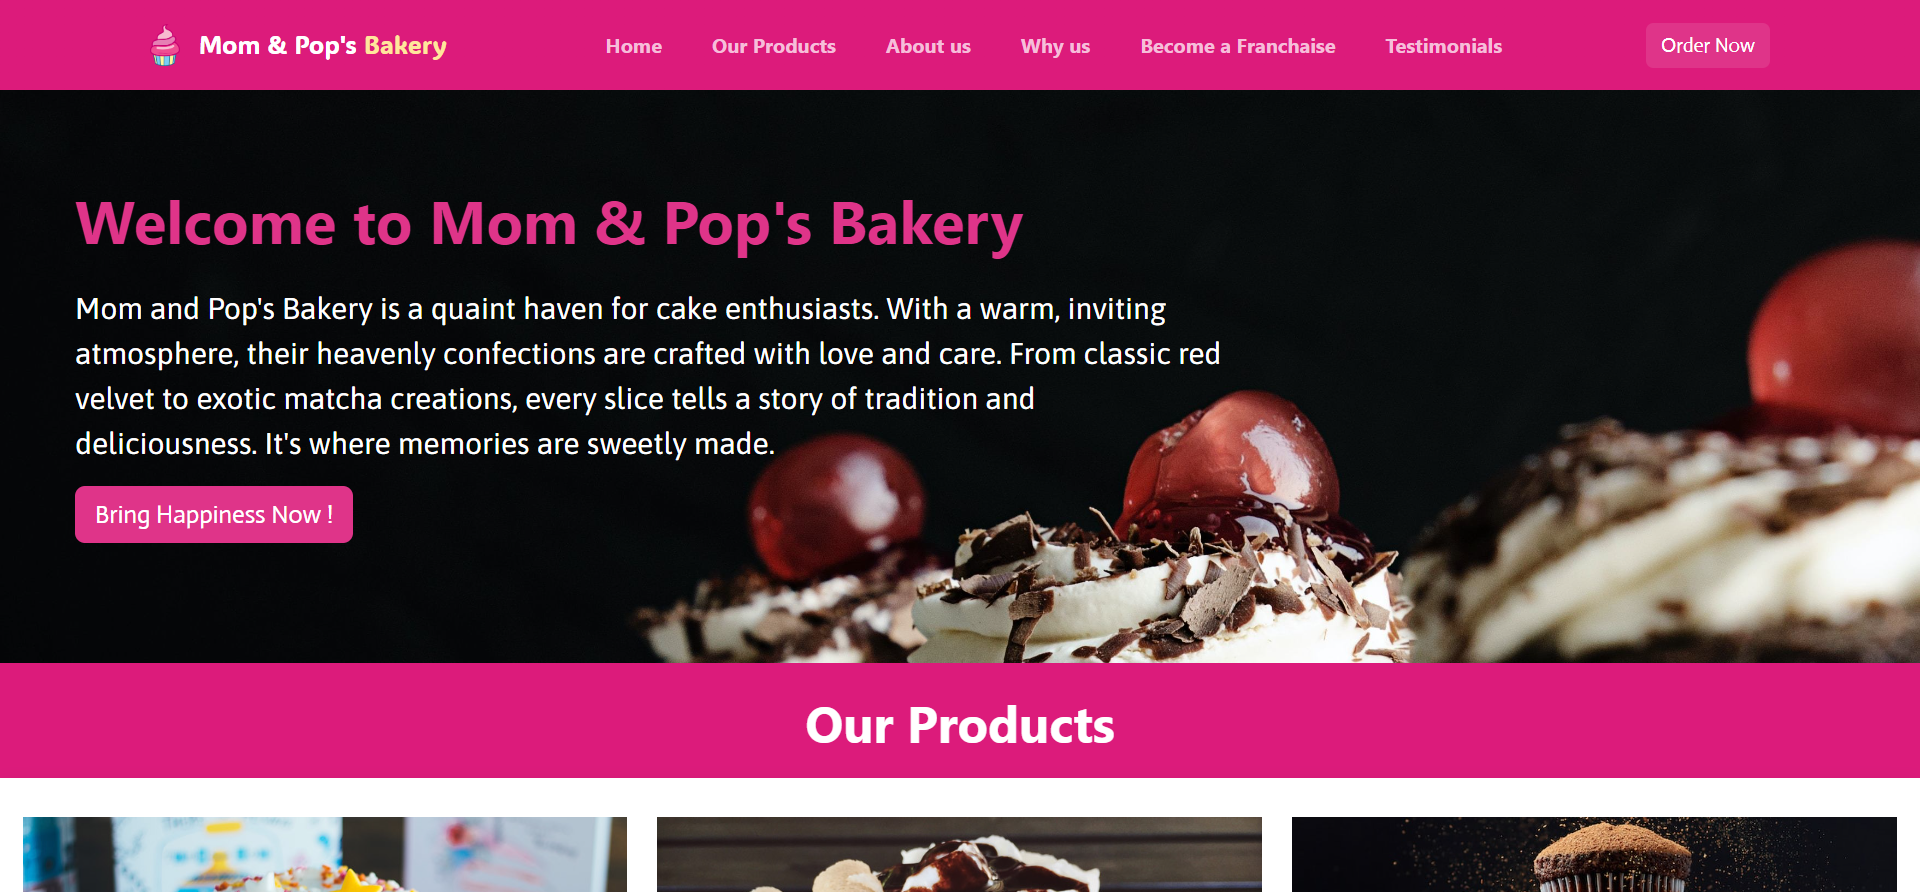 Mom & Pop's Bakery
Home
Our Products
About us
Why us
Become a Franchaise
Testimonials
Order Now
Welcome to Mom & Pop's Bakery
Mom and Pop's Bakery is a quaint haven for cake enthusiasts. With a warm, inviting
atmosphere, their heavenly confections are crafted with love and care. From classic red
velvet to exotic matcha creations, every slice tells a story of tradition and
deliciousness. It's where memories are sweetly made.
Bring Happiness Now !
Our Products